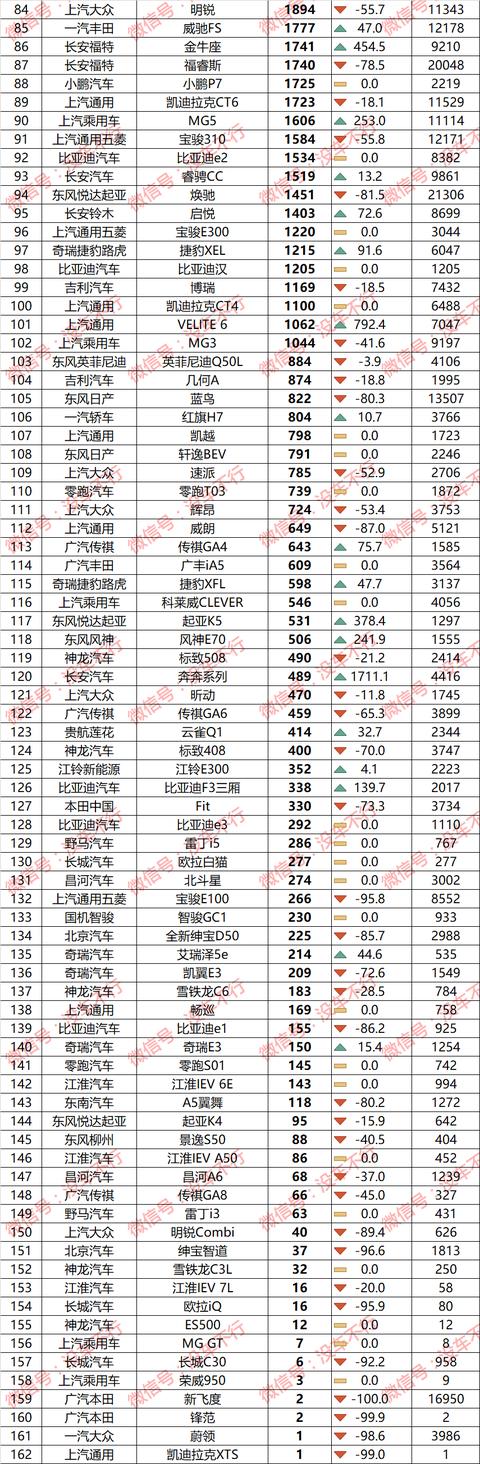 84 上汽大众 明锐 1894 -55.7 11343
85 一汽丰田 威驰FS 1777 47.0 12178
86 长安福特 金牛座 1741 454.5 9210
87 长安福特 福睿斯 1740 -78.5 20048
88 小鹏汽车 小鹏P7 1725 0.0 2219
89 上汽通用 凯迪拉克CT6 1723 -18.1 11529
90 上汽乘用车 MG5 1606 253.0 11114
91 上汽通用五菱 宝骏310 1584 -55.8 12171
92 比亚迪汽车 比亚迪e2 1534 0.0 8382
93 长安汽车 睿骋CC 1519 13.2 9861
94 东风悦达起亚 焕驰 1451 -81.5 21306
95 长安铃木 启悦 1403 72.6 8699
96 上汽通用五菱 宝骏E300 1220 0.0 3044
97 奇瑞捷豹路虎 捷豹XEL 1215 91.6 6047
98 比亚迪汽车 比亚迪汉 1205 0.0 1205
99 吉利汽车 博瑞 1169 -18.5 7432
100 上汽通用 凯迪拉克CT4 1100 0.0 6488
101 上汽通用 VELITE 6 1062 792.4 7047
102 上汽乘用车 MG3 1044 -41.6 9197
103 东风英菲尼迪 英菲尼迪Q50L 884 -3.9 4106
104 吉利汽车 几何A 874 -18.8 1995
105 东风日产 蓝鸟 822 -80.3 13507
106 一汽轿车 红旗H7 804 10.7 3766
107 上汽通用 凯越 798 0.0 1723
108 东风日产 轩逸BEV 791 0.0 2246
109 上汽大众 速派 785 -52.9 2706
110 零跑汽车 零跑T03 739 0.0 1872
111 上汽大众 辉昂 724 -53.4 3753
112 上汽通用 威朗 649 -87.0 5121
113 广汽传祺 传祺GA4 643 75.7 1585
114 广汽丰田 广丰iA5 609 0.0 3564
115 奇瑞捷豹路虎 捷豹XFL 598 47.7 3137
116 上汽乘用车 科莱威CLEVER 546 0.0 4056
117 东风悦达起亚 起亚K5 531 378.4 1297
118 东风风神 风神E70 506 241.9 1555
119 神龙汽车 标致508 490 -21.2 2414
120 长安汽车 奔奔系列 489 1711.1 4416
121 上汽大众 昕动 470 -11.8 1745
122 广汽传祺 传祺GA6 459 -65.3 3899
123 贵航莲花 云雀Q1 414 32.7 2344
124 神龙汽车 标致408 400 -70.0 3747
125 江铃新能源 江铃E300 352 4.1 2223
126 比亚迪汽车 比亚迪F3三厢 338 139.7 2017
127 本田中国 Fit 330 -73.3 3734
128 比亚迪汽车 比亚迪e3 292 0.0 1110
129 野马汽车 雷丁i5 286 0.0 767
130 长城汽车 欧拉白猫 277 0.0 277
131 昌河汽车 北斗星 274 0.0 3002
132 上汽通用五菱 宝骏E100 266 -95.8 8552
133 国机智骏 智骏GC1 230 0.0 933
134 北京汽车 全新绅宝D50 225 -85.7 2988
135 奇瑞汽车 艾瑞泽5e 214 44.6 535
136 奇瑞汽车 凯翼E3 209 -72.6 1549
137 神龙汽车 雪铁龙C6 183 -28.5 784
138 上汽通用 畅巡 169 0.0 758
139 比亚迪汽车 比亚迪e1 155 -86.2 925
140 奇瑞汽车 奇瑞E3 150 15.4 1254
141 零跑汽车 零跑S01 145 0.0 742
142 江淮汽车 江淮IEV 6E 143 0.0 994
143 东南汽车 A5翼舞 118 -80.2 1272
144 东风悦达起亚 起亚K4 95 -15.9 642
145 东风柳州 景逸S50 88 -40.5 404
146 江淮汽车 江淮IEV A50 86 0.0 452
147 昌河汽车 昌河A6 68 -37.0 1239
148 广汽传祺 传祺GA8 66 -45.0 327
149 野马汽车 雷丁i3 63 0.0 431
150 上汽大众 明锐Combi 40 -89.4 626
151 北京汽车 绅宝智道 37 -96.6 1813
152 神龙汽车 雪铁龙C3L 32 0.0 250
153 江淮汽车 江淮IEV 7L 16 -20.0 58
154 长城汽车 欧拉iQ 16 -95.9 80
155 神龙汽车 ES500 12 0.0 12
156 上汽乘用车 MG GT 7 0.0 8
157 长城汽车 长城C30 6 -92.2 958
158 上汽乘用车 荣威950 3 0.0 9
159 广汽本田 新飞度 2 -100.0 16950
160 广汽本田 锋范 2 -99.9 2
161 一汽大众 蔚领 1 -98.6 3986
162 上汽通用 凯迪拉克XTS 1 -99.0 1
微信号：没车不行